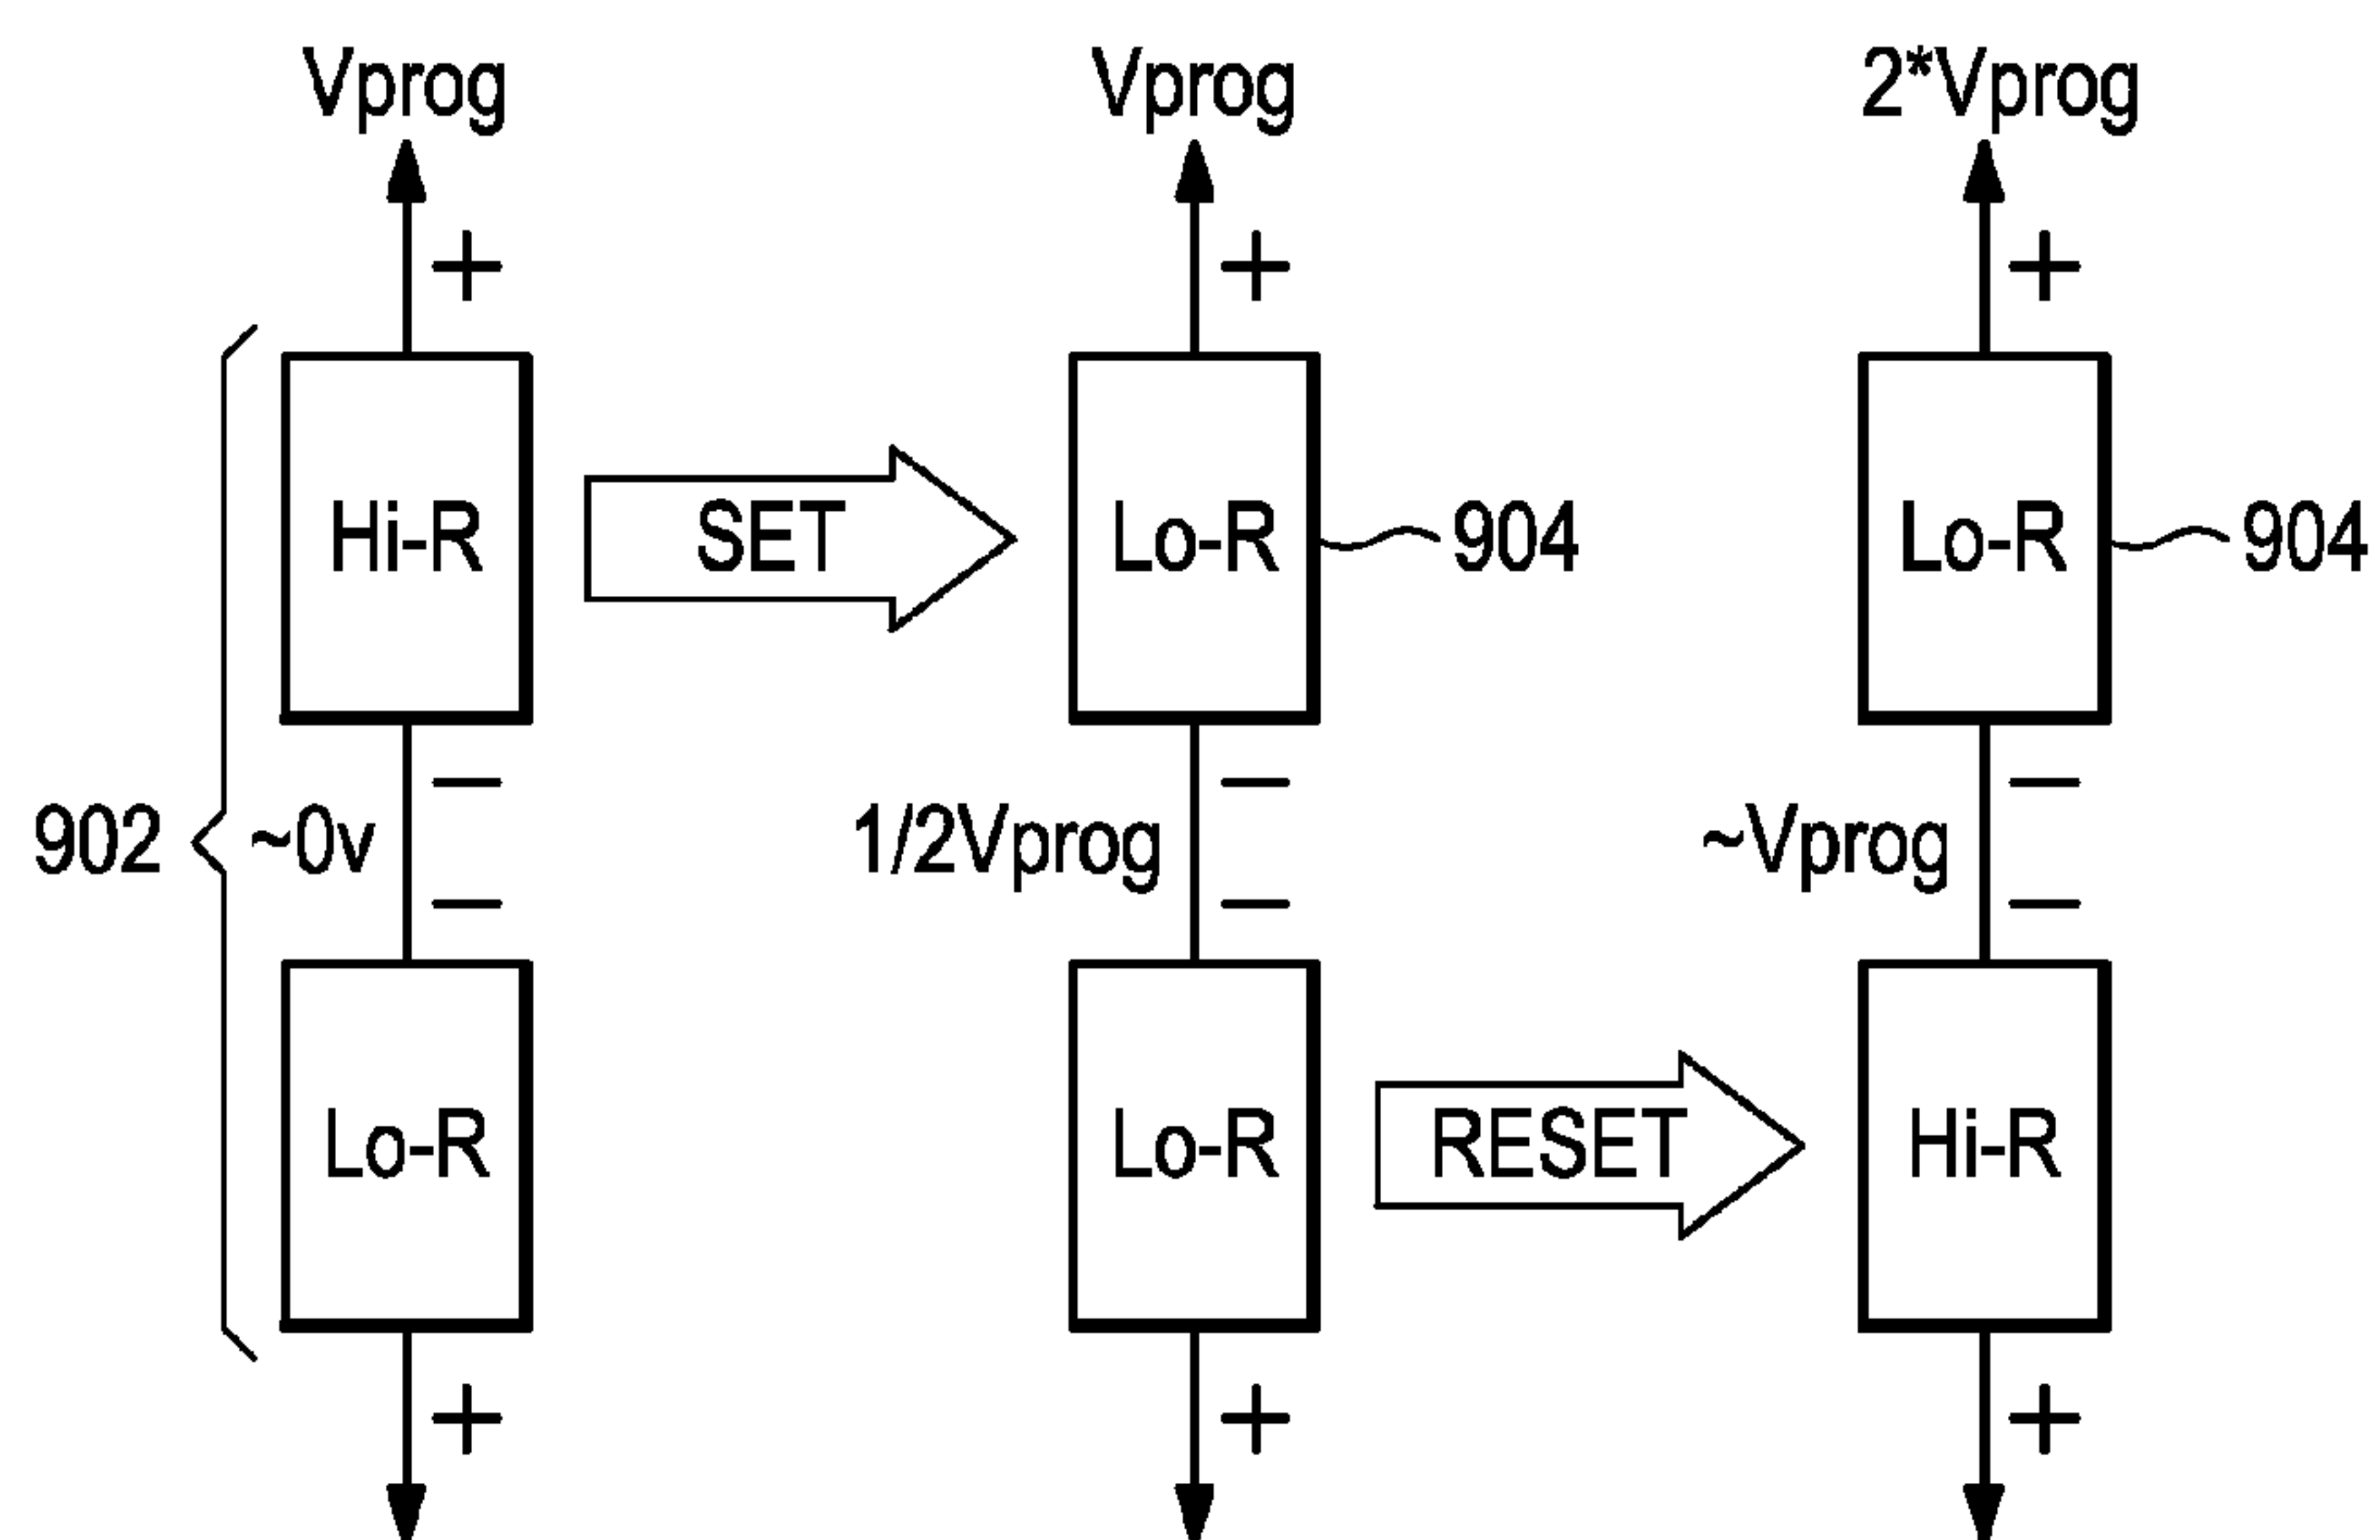 Vprog Vprog 2*Vprog
+ + +
Hi-R SET Lo-R 904 Lo-R 904
− − −
902 ~0v 1/2Vprog ~Vprog
− − −
Lo-R Lo-R RESET Hi-R
+ + +